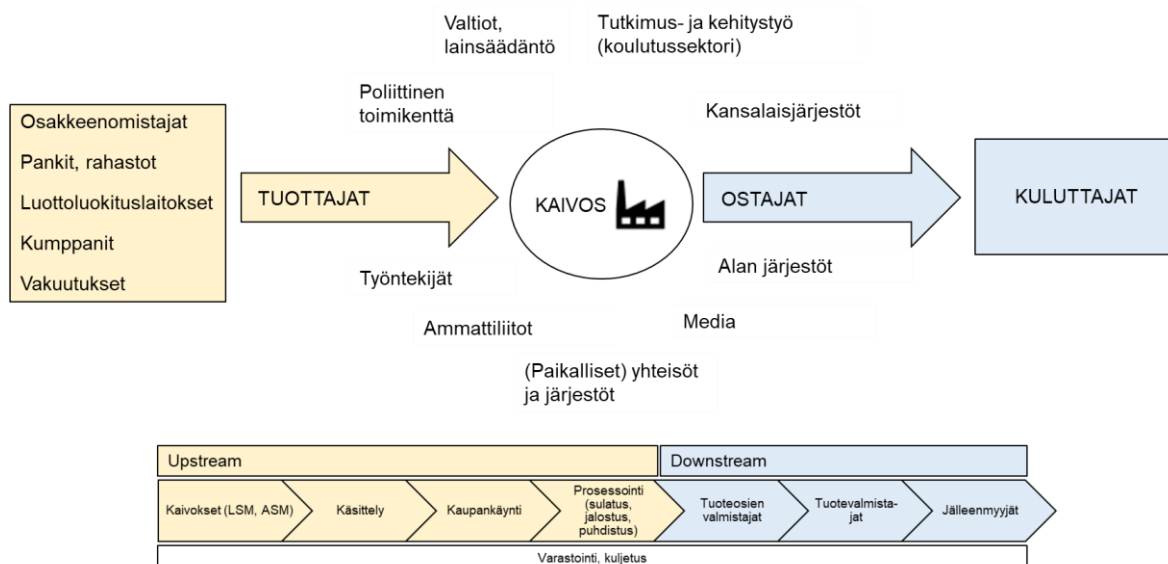 Valtiot,
lainsäädäntö
Tutkimus- ja kehitystyö
(koulutussektori)
Poliittinen
toimikenttä
Kansalaisjärjestöt
Osakkeenomistajat
Pankit, rahastot
Luottoluokituslaitokset
Kumppanit
Vakuutukset
TUOTTAJAT
KAIVOS
OSTAJAT
KULUTTAJAT
Työntekijät
Alan järjestöt
Ammattiliitot
Media
(Paikalliset) yhteisöt
ja järjestöt
Upstream
Downstream
Kaivokset (LSM, ASM)
Käsittely
Kaupankäynti
Prosessointi
(sulatus,
jalostus,
puhdistus)
Tuoteosien
valmistajat
Tuotevalmista-
jat
Jälleenmyyjät
Varastointi, kuljetus